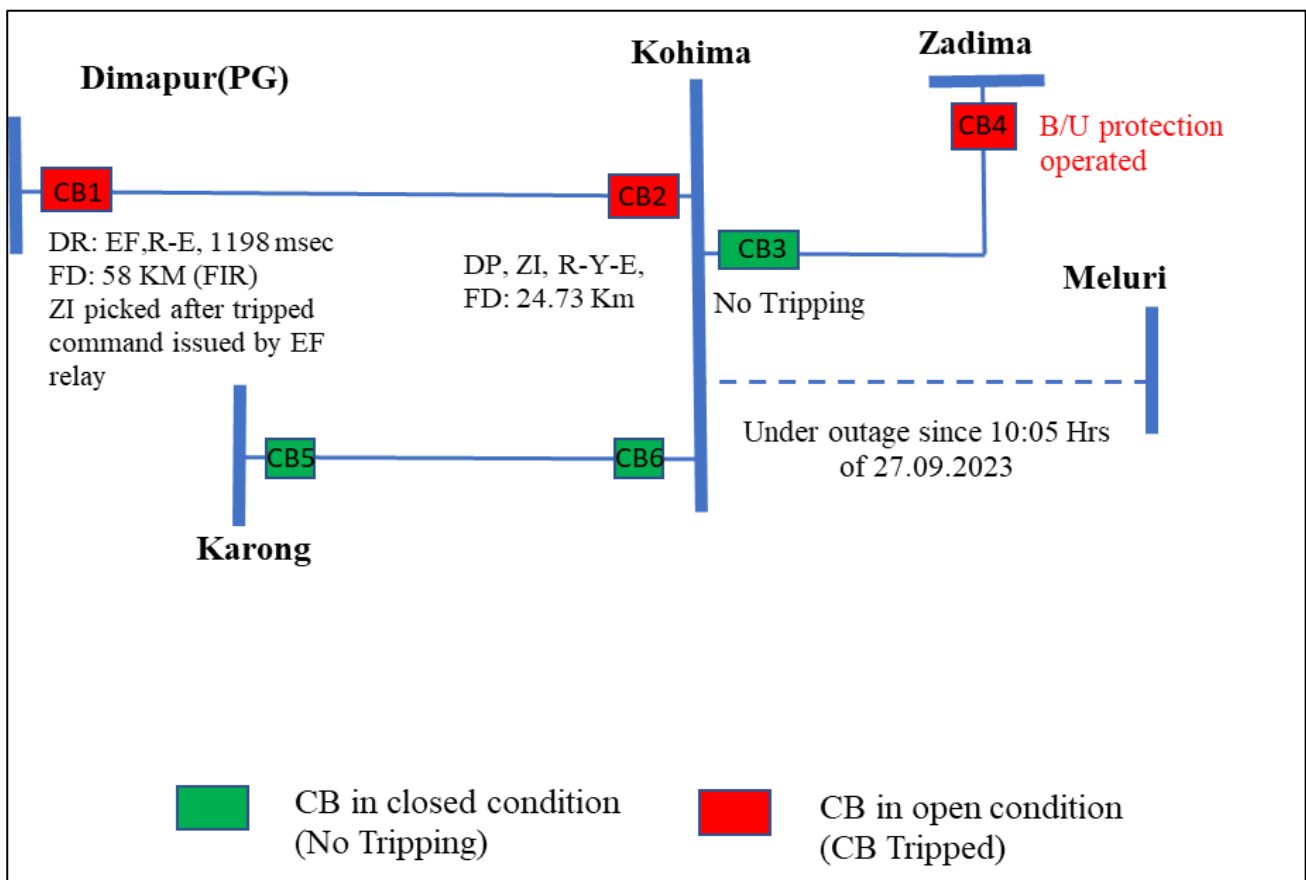 Dimapur(PG)
Kohima
Zadima
CB1
CB2
CB4
B/U protection
operated
DR: EF,R-E, 1198 msec
FD: 58 KM (FIR)
ZI picked after tripped
command issued by EF
relay
DP, ZI, R-Y-E,
FD: 24.73 Km
CB3
No Tripping
Meluri
Under outage since 10:05 Hrs
of 27.09.2023
CB5
CB6
Karong
CB in closed condition
(No Tripping)
CB in open condition
(CB Tripped)